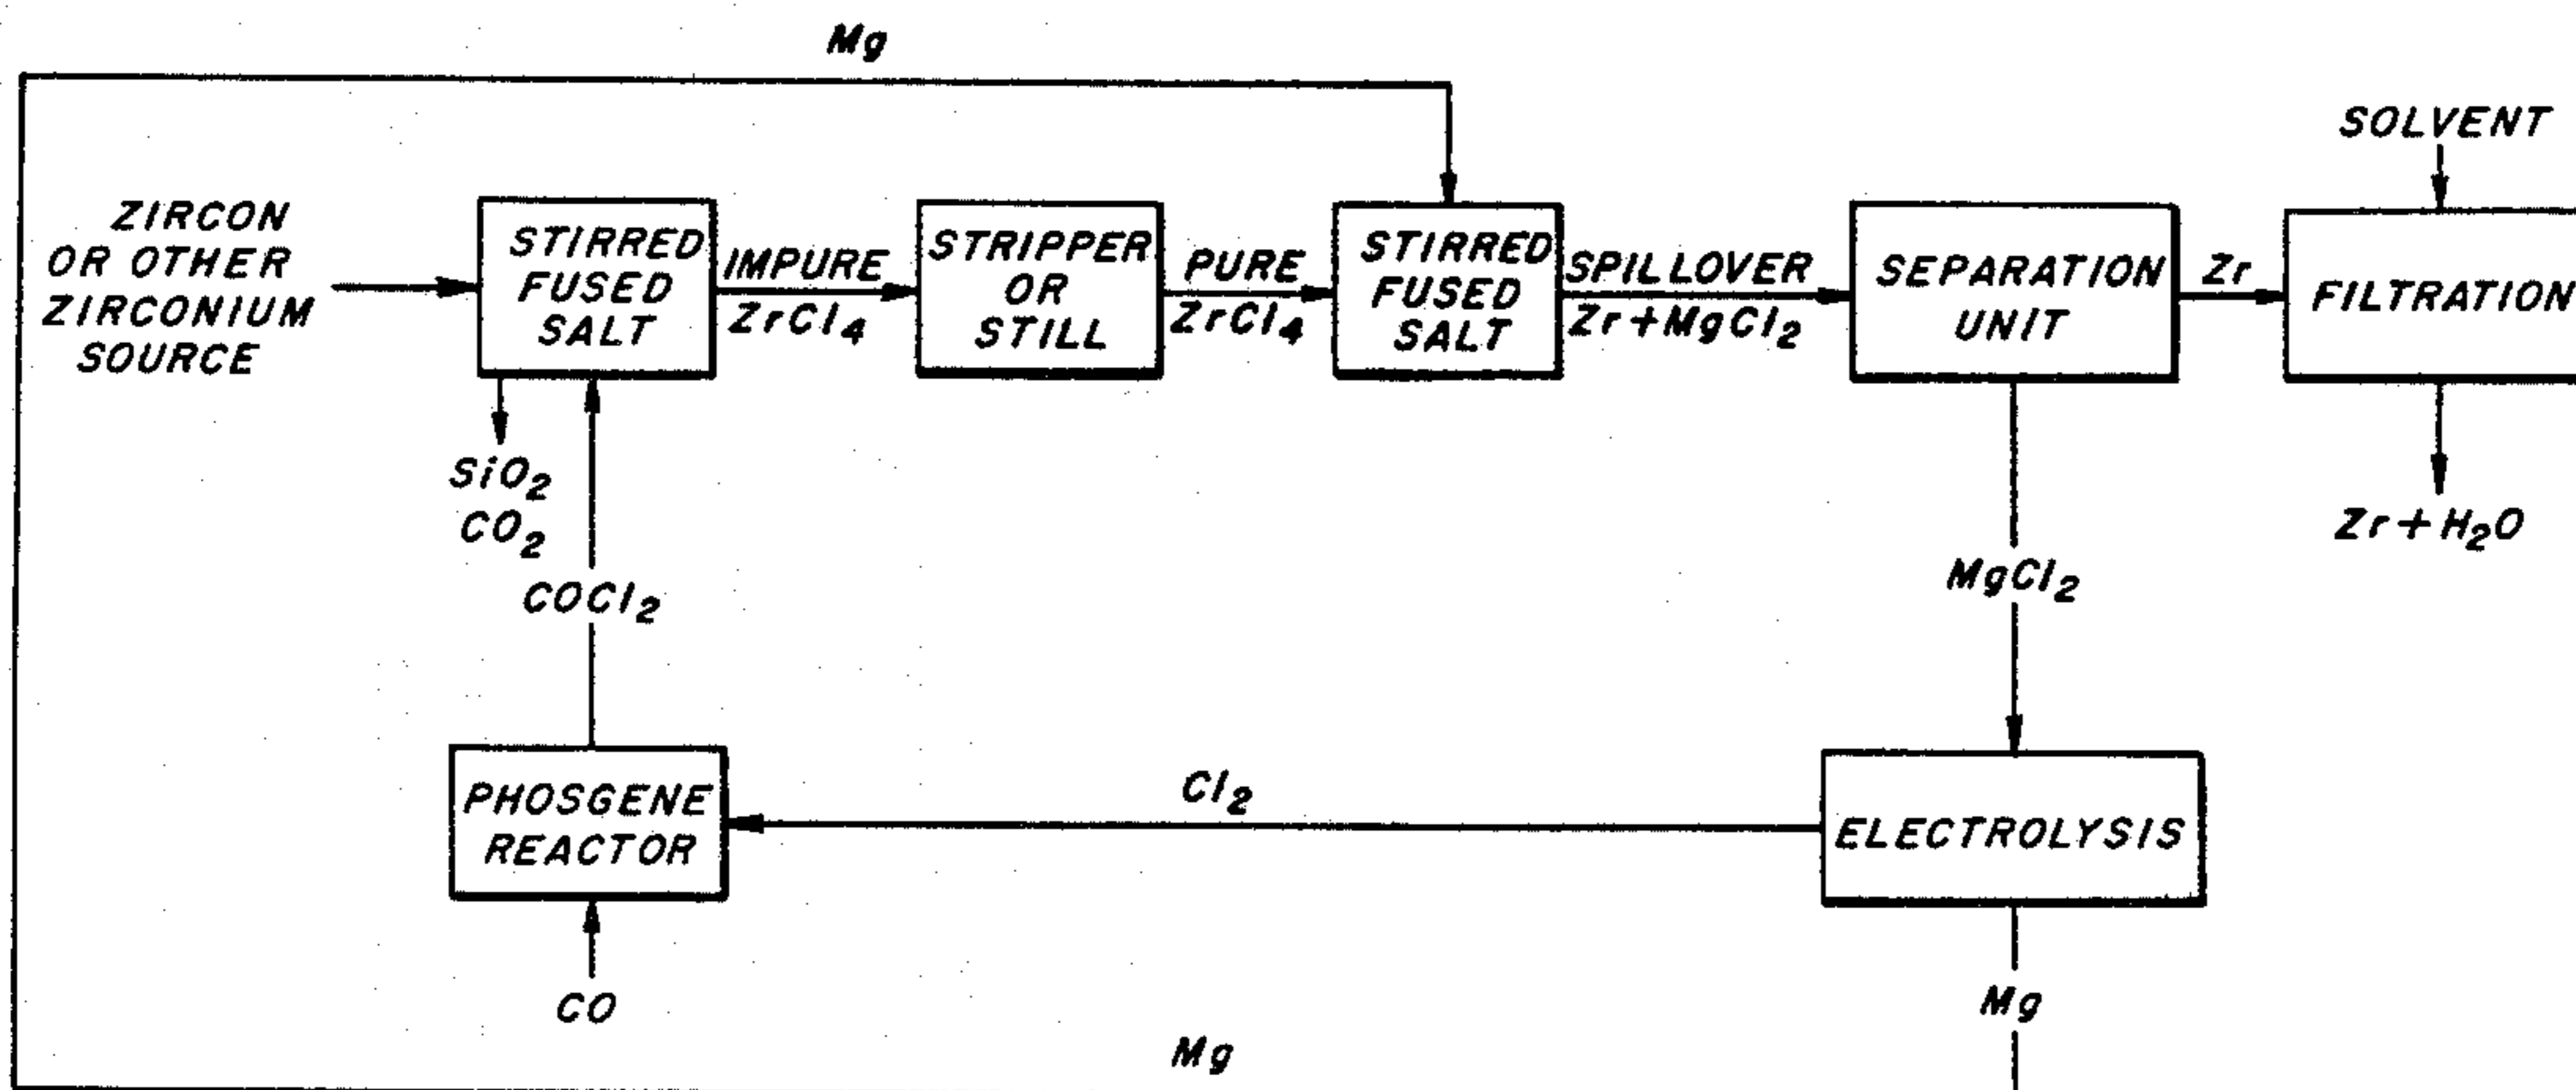 Mg
SOLVENT
ZIRCON
OR OTHER
ZIRCONIUM
SOURCE
STIRRED
FUSED
SALT
IMPURE
ZrCl4
STRIPPER
OR
STILL
PURE
ZrCl4
STIRRED
FUSED
SALT
SPILLOVER
Zr+MgCl2
SEPARATION
UNIT
Zr
FILTRATION
SiO2
CO2
Zr+H2O
COCl2
MgCl2
PHOSGENE
REACTOR
Cl2
ELECTROLYSIS
CO
Mg
Mg